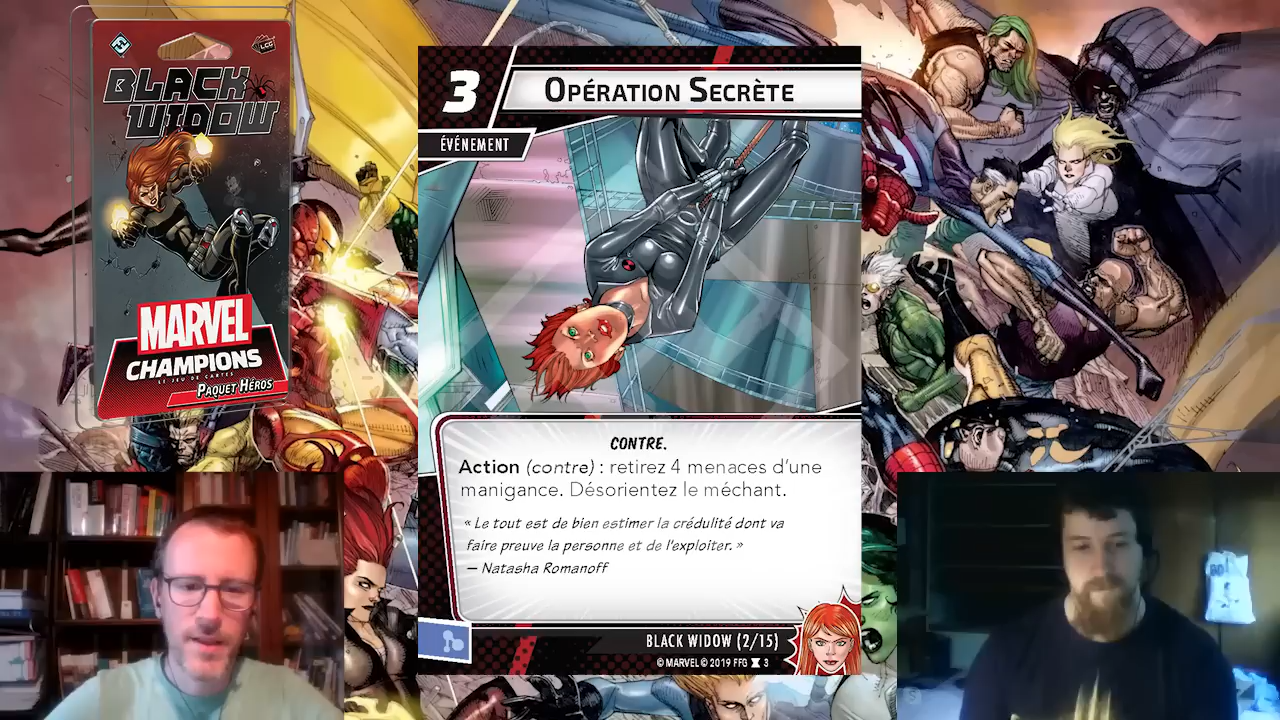 BLACK
WIDOW
LCG
MARVEL
CHAMPIONS
LE JEU DE CARTES
PAQUET HÉROS
3
OPÉRATION SECRÈTE
ÉVÉNEMENT
CONTRE.
Action (contre) : retirez 4 menaces d'une
manigance. Désorientez le méchant.
« Le tout est de bien estimer la crédulité dont va
faire preuve la personne et de l'exploiter. »
– Natasha Romanoff
BLACK WIDOW (2/15)
© MARVEL © 2019 FFG 3